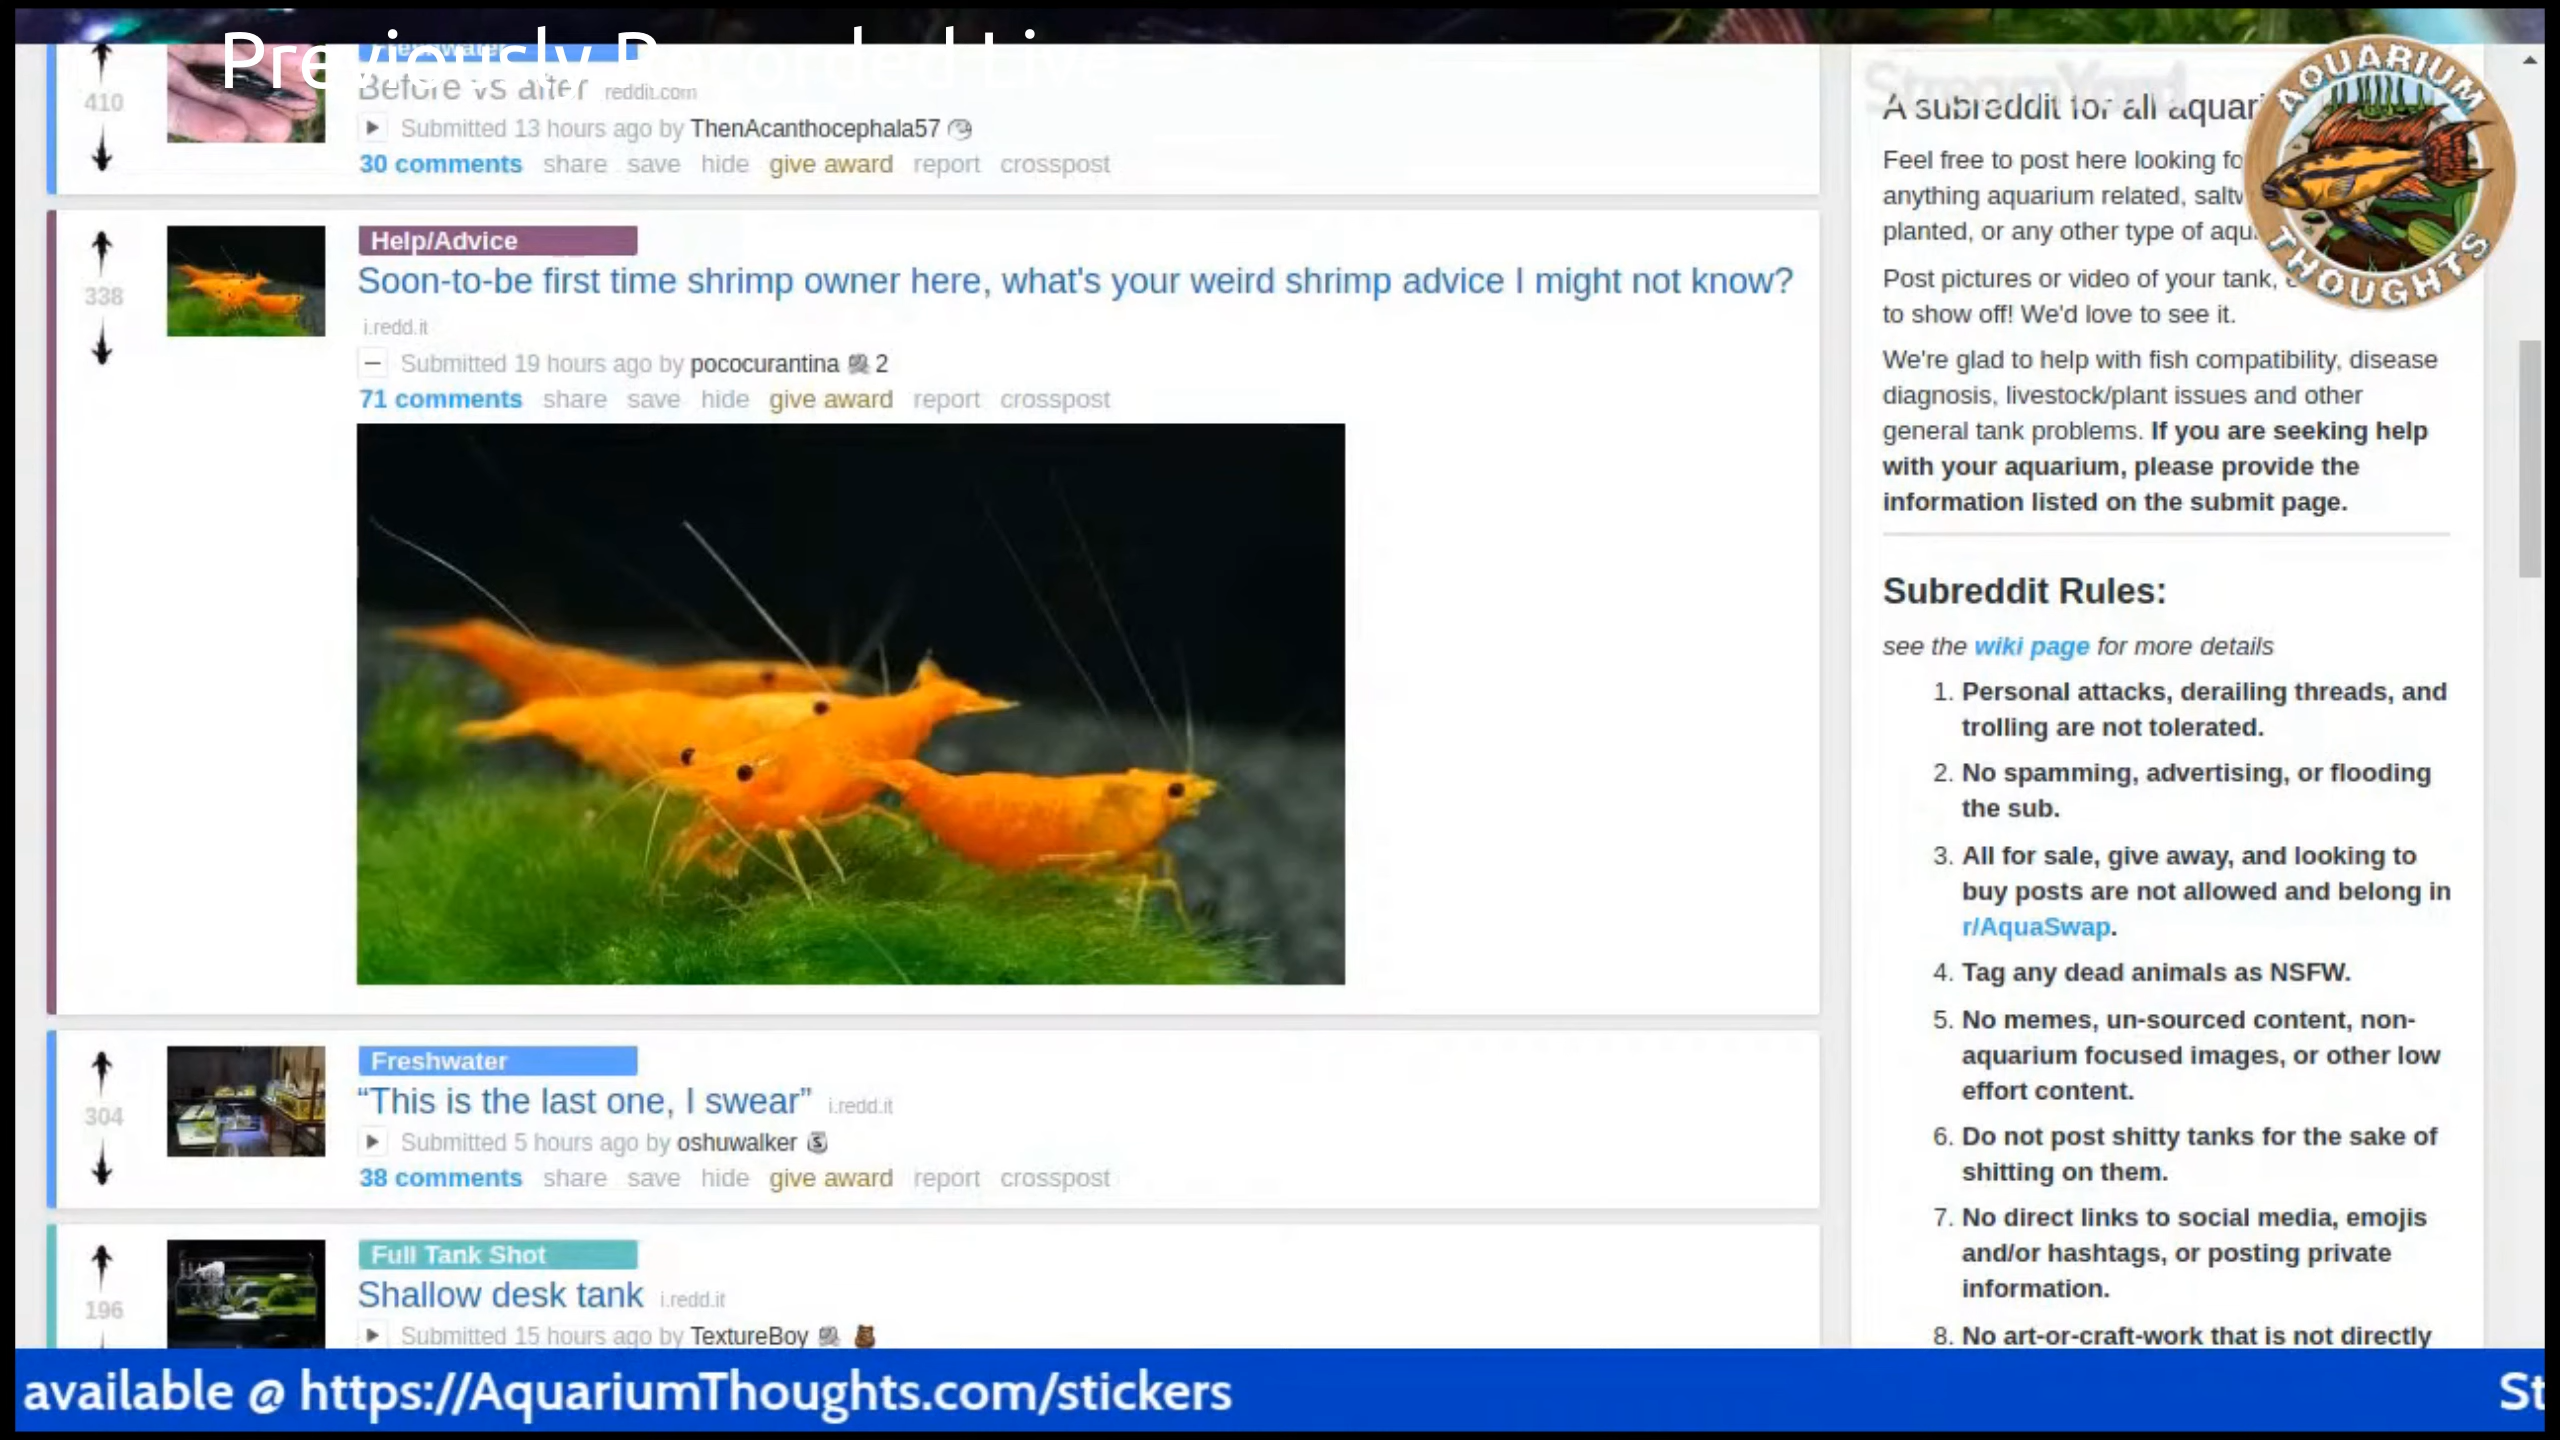 Previously Recorded Live
StreamYard
AQUARIUM
THOUGHTS
410
Freshwater
Before vs after reddit.com
Submitted 13 hours ago by ThenAcanthocephala57
30 comments share save hide give award report crosspost
338
Help/Advice
Soon-to-be first time shrimp owner here, what's your weird shrimp advice I might not know?
i.redd.it
Submitted 19 hours ago by pococurantina 2
71 comments share save hide give award report crosspost
304
Freshwater
“This is the last one, I swear” i.redd.it
Submitted 5 hours ago by oshuwalker
38 comments share save hide give award report crosspost
196
Full Tank Shot
Shallow desk tank i.redd.it
Submitted 15 hours ago by TextureBoy
A subreddit for all aquari
Feel free to post here looking fo
anything aquarium related, saltw
planted, or any other type of aqu
Post pictures or video of your tank,
to show off! We'd love to see it.
We're glad to help with fish compatibility, disease
diagnosis, livestock/plant issues and other
general tank problems. If you are seeking help
with your aquarium, please provide the
information listed on the submit page.
Subreddit Rules:
see the wiki page for more details
1. Personal attacks, derailing threads, and
trolling are not tolerated.
2. No spamming, advertising, or flooding
the sub.
3. All for sale, give away, and looking to
buy posts are not allowed and belong in
r/AquaSwap.
4. Tag any dead animals as NSFW.
5. No memes, un-sourced content, non-
aquarium focused images, or other low
effort content.
6. Do not post shitty tanks for the sake of
shitting on them.
7. No direct links to social media, emojis
and/or hashtags, or posting private
information.
8. No art-or-craft-work that is not directly
available @ https://AquariumThoughts.com/stickers
St